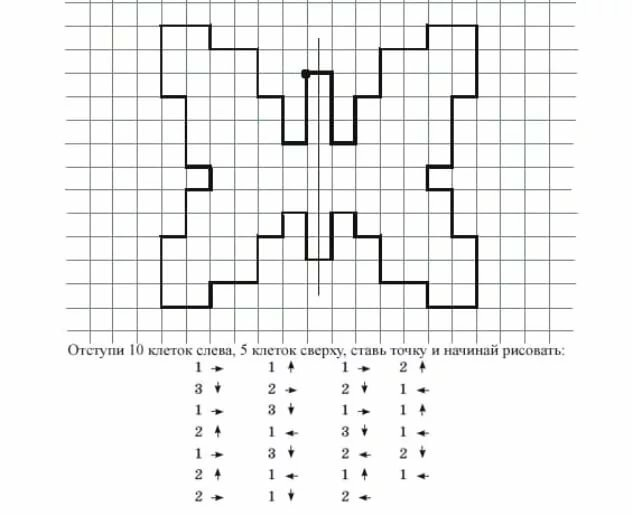 Отступи 10 клеток слева, 5 клеток сверху, ставь точку и начинай рисовать:
1 → 1 ↑ 1 → 2 ↑
3 ↓ 2 → 2 ↓ 1 ←
1 → 3 ↓ 1 → 1 ↑
2 ↑ 1 ← 3 ↓ 1 ←
1 → 3 ↓ 2 ← 2 ↓
2 ↑ 1 ← 1 ↑ 1 ←
2 → 1 ↓ 2 ←